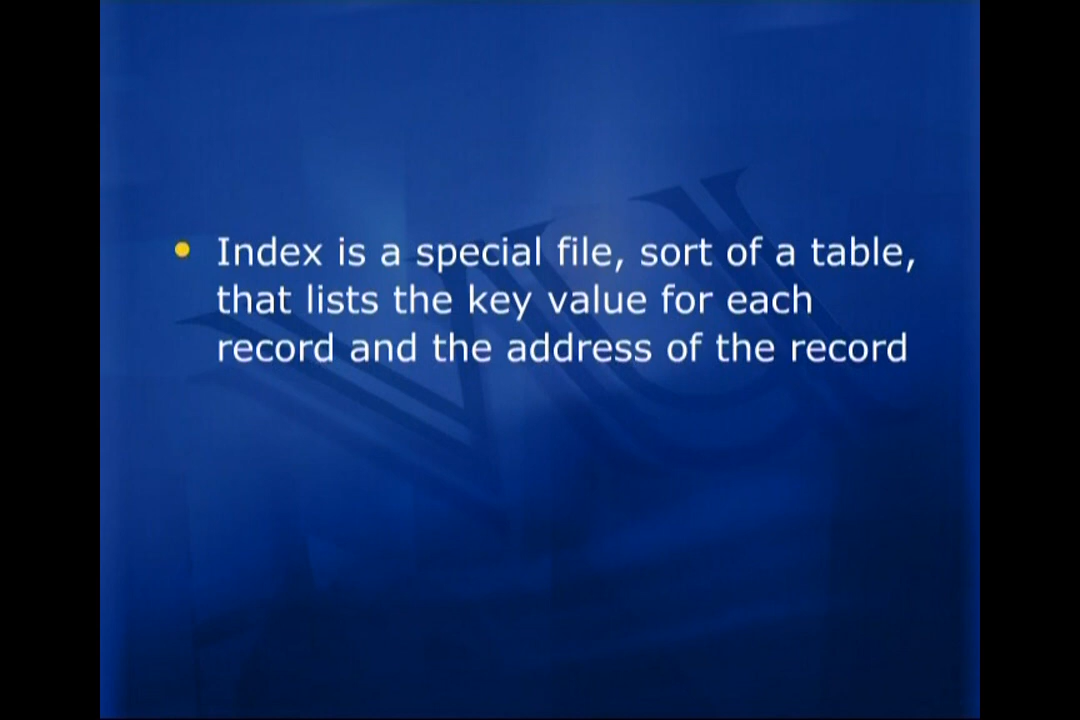 • Index is a special file, sort of a table,
that lists the key value for each
record and the address of the record
VU